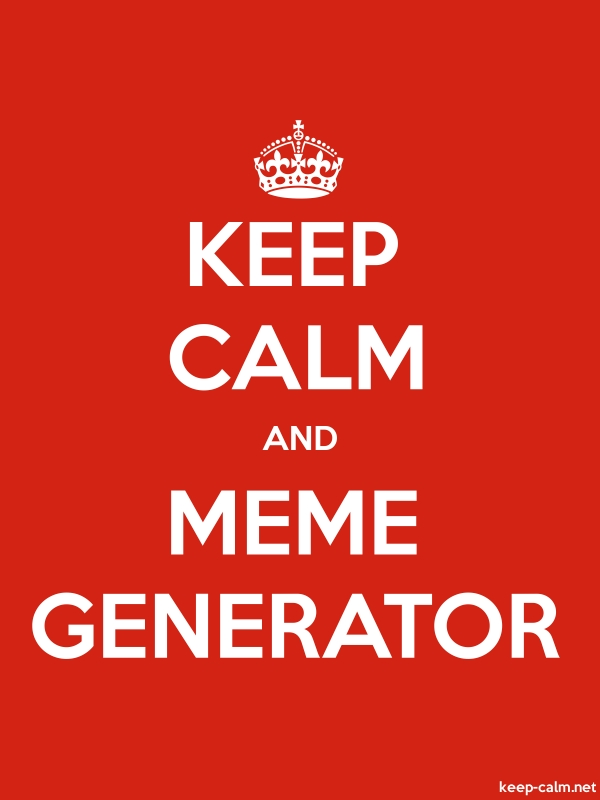 KEEP
CALM
AND
MEME
GENERATOR
keep-calm.net